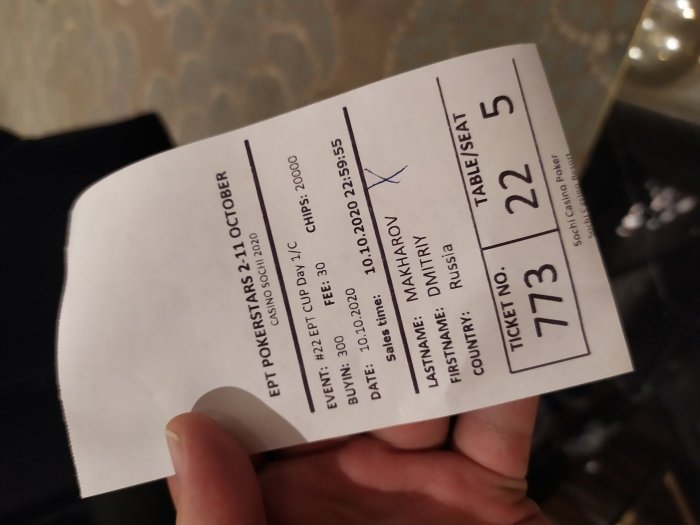 EPT POKERSTARS 2-11 OCTOBER
CASINO SOCHI 2020
EVENT: #22 EPT CUP Day 1/C
BUYIN: 300 FEE: 30 CHIPS: 20000
DATE: 10.10.2020
Sales time: 10.10.2020 22:59:55
LASTNAME: MAKHAROV
FIRSTNAME: DMITRIY
COUNTRY: Russia
TICKET NO. TABLE/SEAT
773 22 5
Sochi Casino Poker